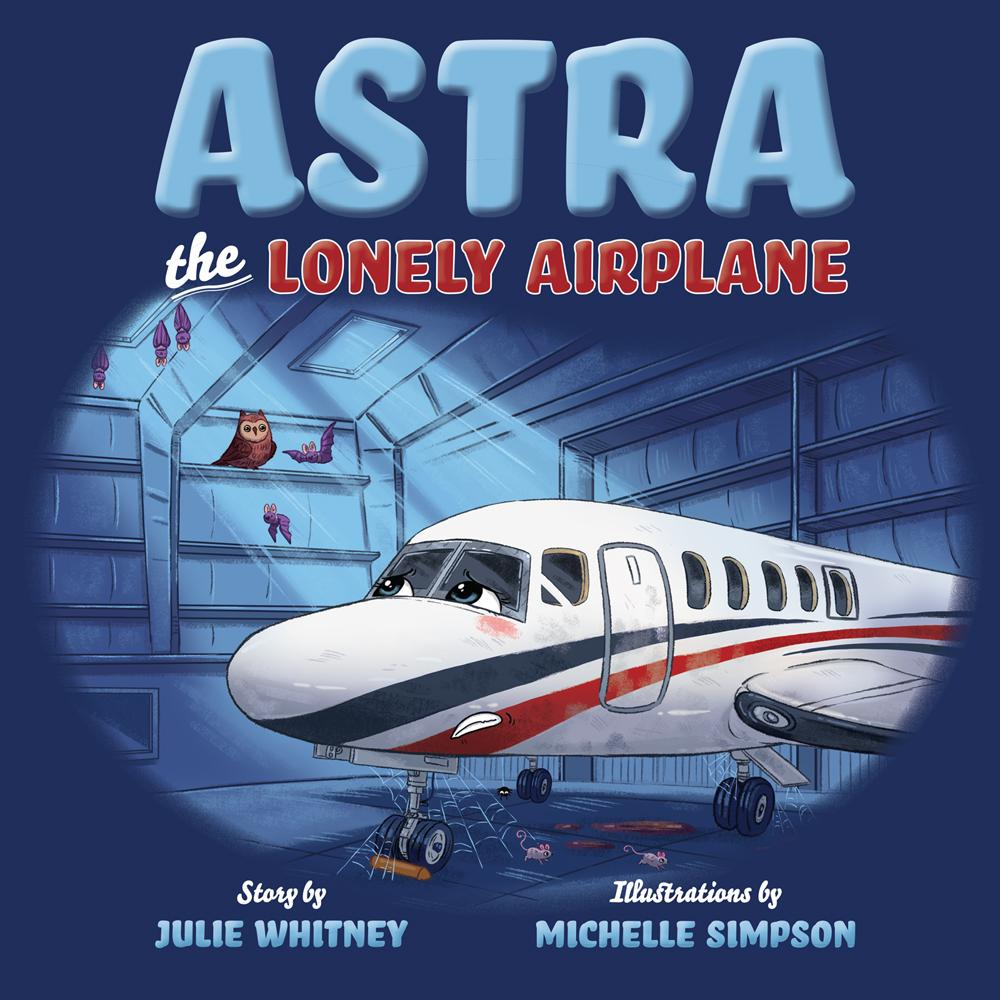 ASTRA
the LONELY AIRPLANE
Story by
JULIE WHITNEY
Illustrations by
MICHELLE SIMPSON